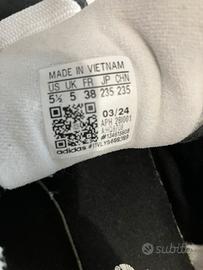 MADE IN VIETNAM
US UK FR JP CHN
5½ 5 38 235 235
03/24
APH 2BI001
adidas
subito